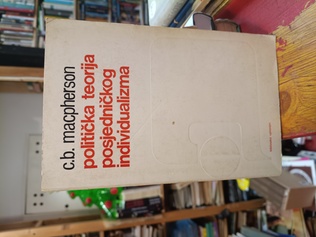 c.b. macpherson
politička teorija
posjedničkog
individualizma